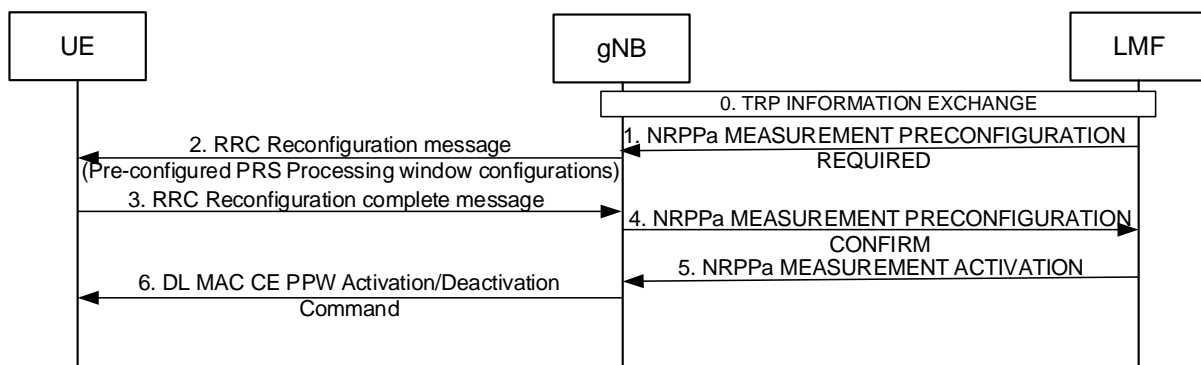 UE
gNB
LMF
0. TRP INFORMATION EXCHANGE
1. NRPPa MEASUREMENT PRECONFIGURATION
REQUIRED
2. RRC Reconfiguration message
(Pre-configured PRS Processing window configurations)
3. RRC Reconfiguration complete message
4. NRPPa MEASUREMENT PRECONFIGURATION
CONFIRM
5. NRPPa MEASUREMENT ACTIVATION
6. DL MAC CE PPW Activation/Deactivation
Command